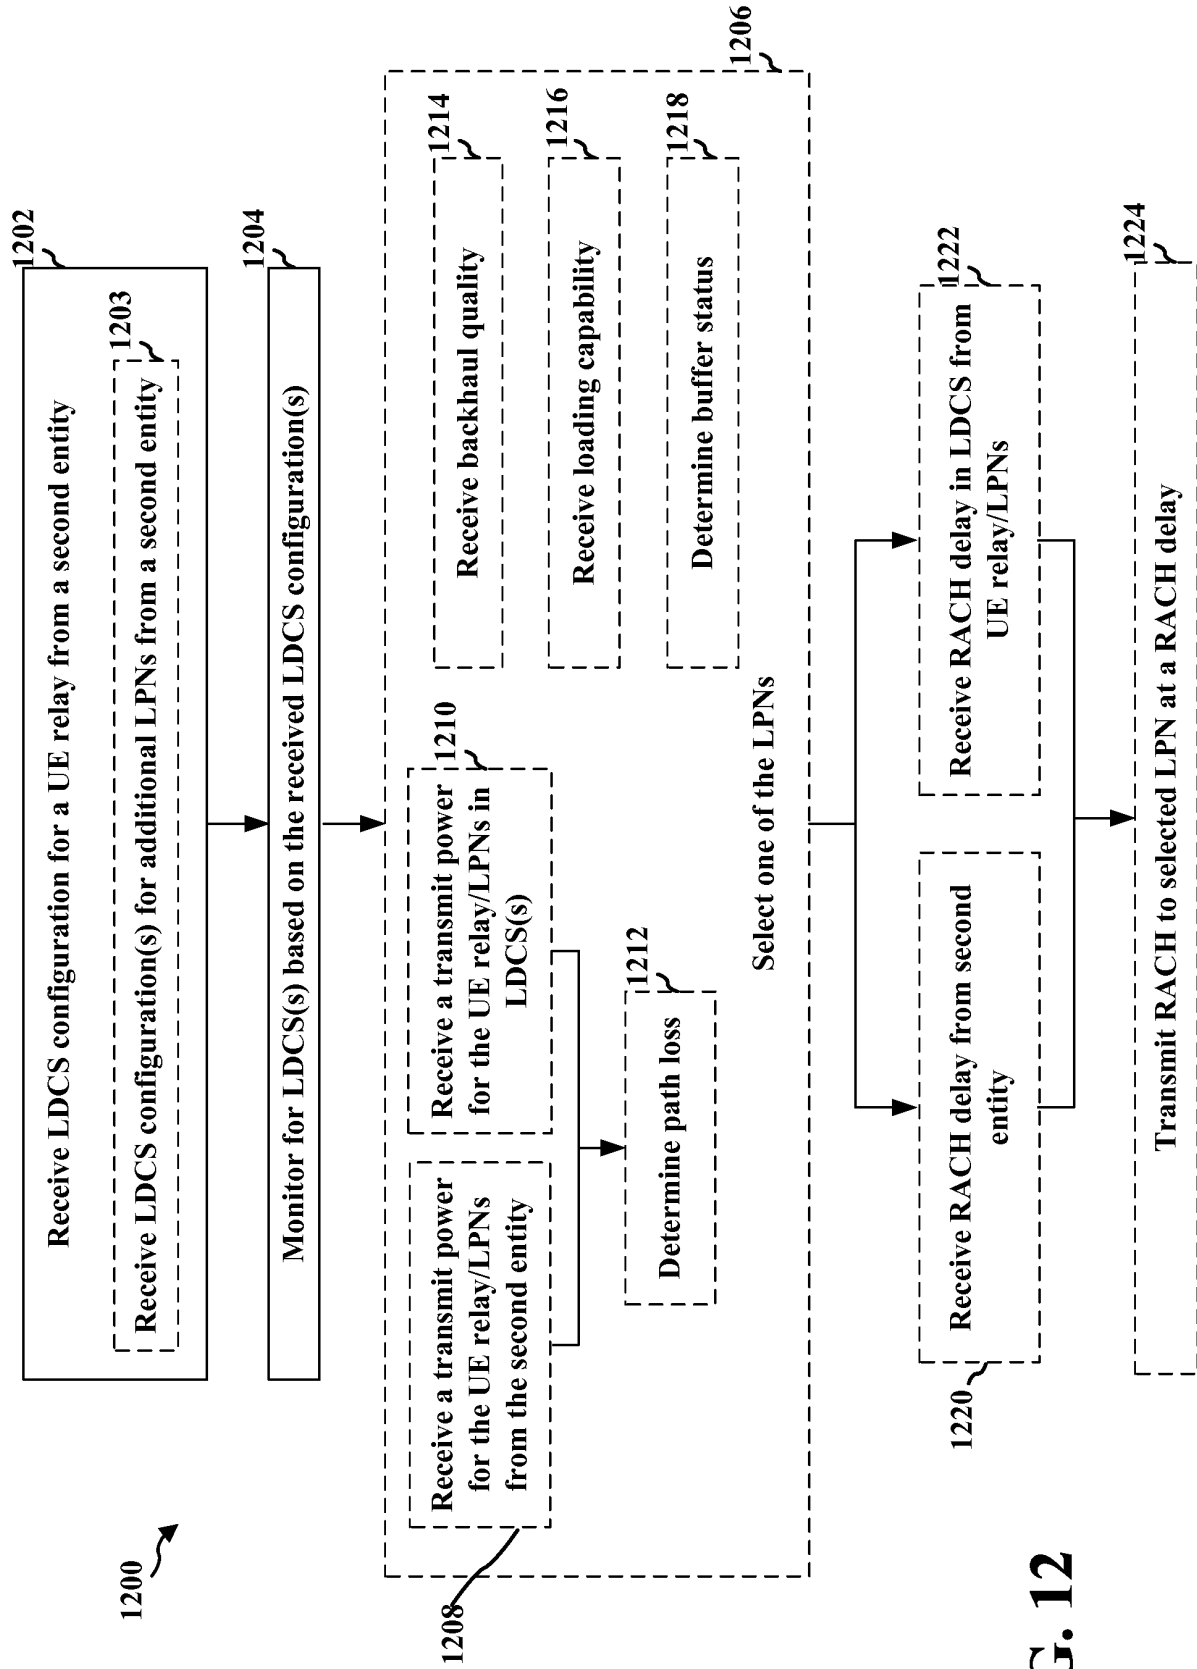 1200
1202
Receive LDCS configuration for a UE relay from a second entity
1203
Receive LDCS configuration(s) for additional LPNs from a second entity
1204
Monitor for LDCS(s) based on the received LDCS configuration(s)
1206
1208
Receive a transmit power
for the UE relay/LPNs
from the second entity
1210
Receive a transmit power
for the UE relay/LPNs in
LDCS(s)
1212
Determine path loss
1214
Receive backhaul quality
1216
Receive loading capability
1218
Determine buffer status
Select one of the LPNs
1220
Receive RACH delay from second
entity
1222
Receive RACH delay in LDCS from
UE relay/LPNs
1224
Transmit RACH to selected LPN at a RACH delay
G. 12